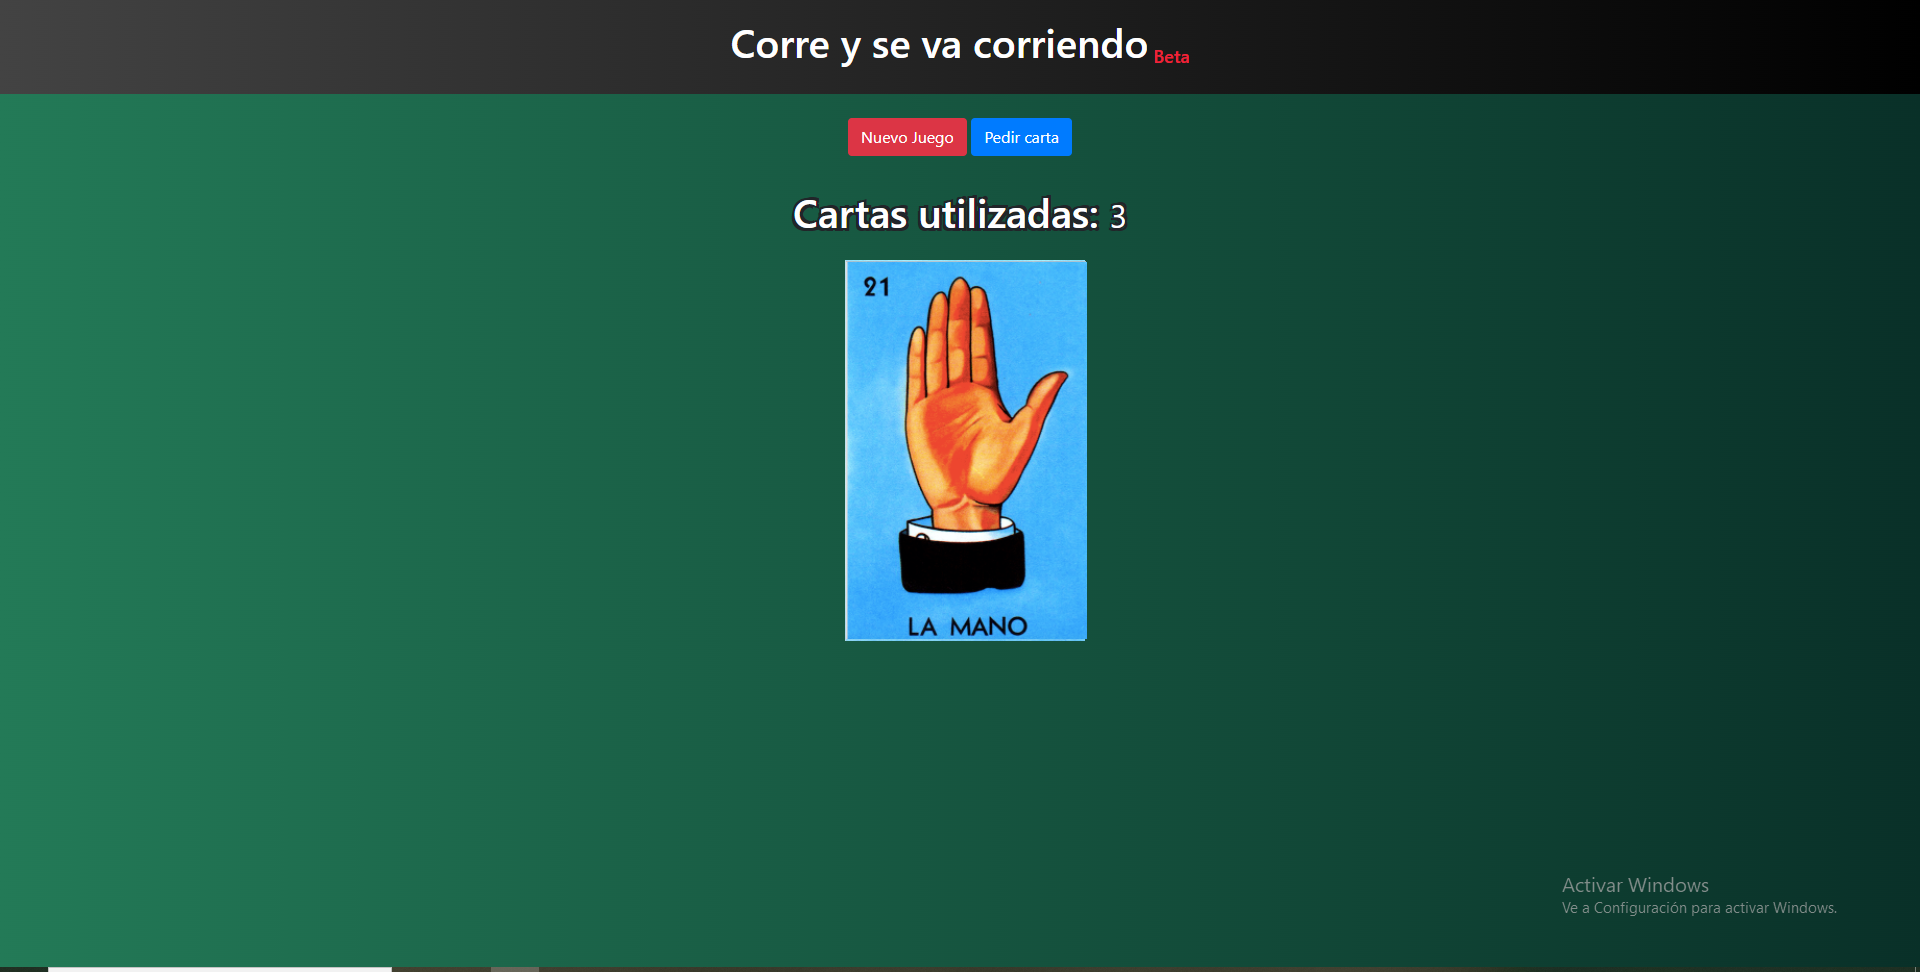 Corre y se va corriendo Beta
Nuevo Juego Pedir carta
Cartas utilizadas: 3
21
LA MANO
Activar Windows
Ve a Configuración para activar Windows.